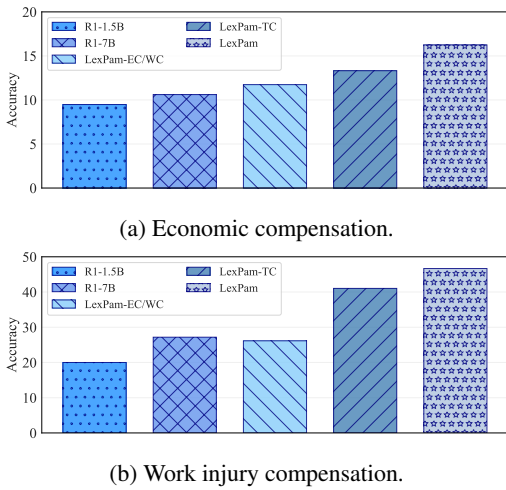 20
15
10
5
0
Accuracy
R1-1.5B
R1-7B
LexPam-EC/WC
LexPam-TC
LexPam
(a) Economic compensation.
50
40
30
20
10
0
Accuracy
R1-1.5B
R1-7B
LexPam-EC/WC
LexPam-TC
LexPam
(b) Work injury compensation.